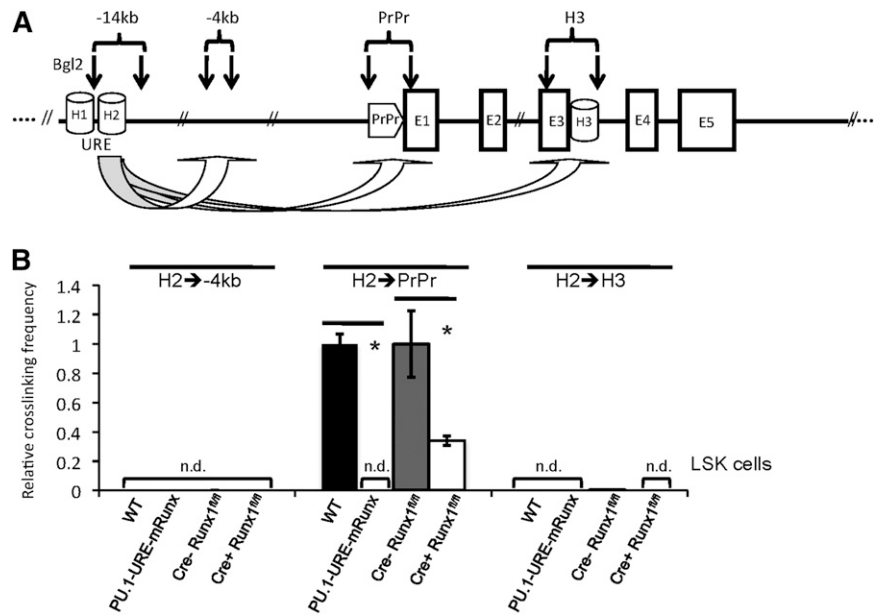 A
-14kb -4kb PrPr H3
Bgl2
.... // H1 H2 // // PrPr E1 E2 // E3 H3 E4 E5 //...
URE
B
H2➔-4kb H2➔PrPr H2➔H3
Relative crosslinking frequency
1.4
1.2
1
0.8
0.6
0.4
0.2
0
* *
n.d. n.d. n.d. n.d.
LSK cells
WT PU.1-URE-mRunx Cre- Runx1fl/fl Cre+ Runx1fl/fl WT PU.1-URE-mRunx Cre- Runx1fl/fl Cre+ Runx1fl/fl WT PU.1-URE-mRunx Cre- Runx1fl/fl Cre+ Runx1fl/fl